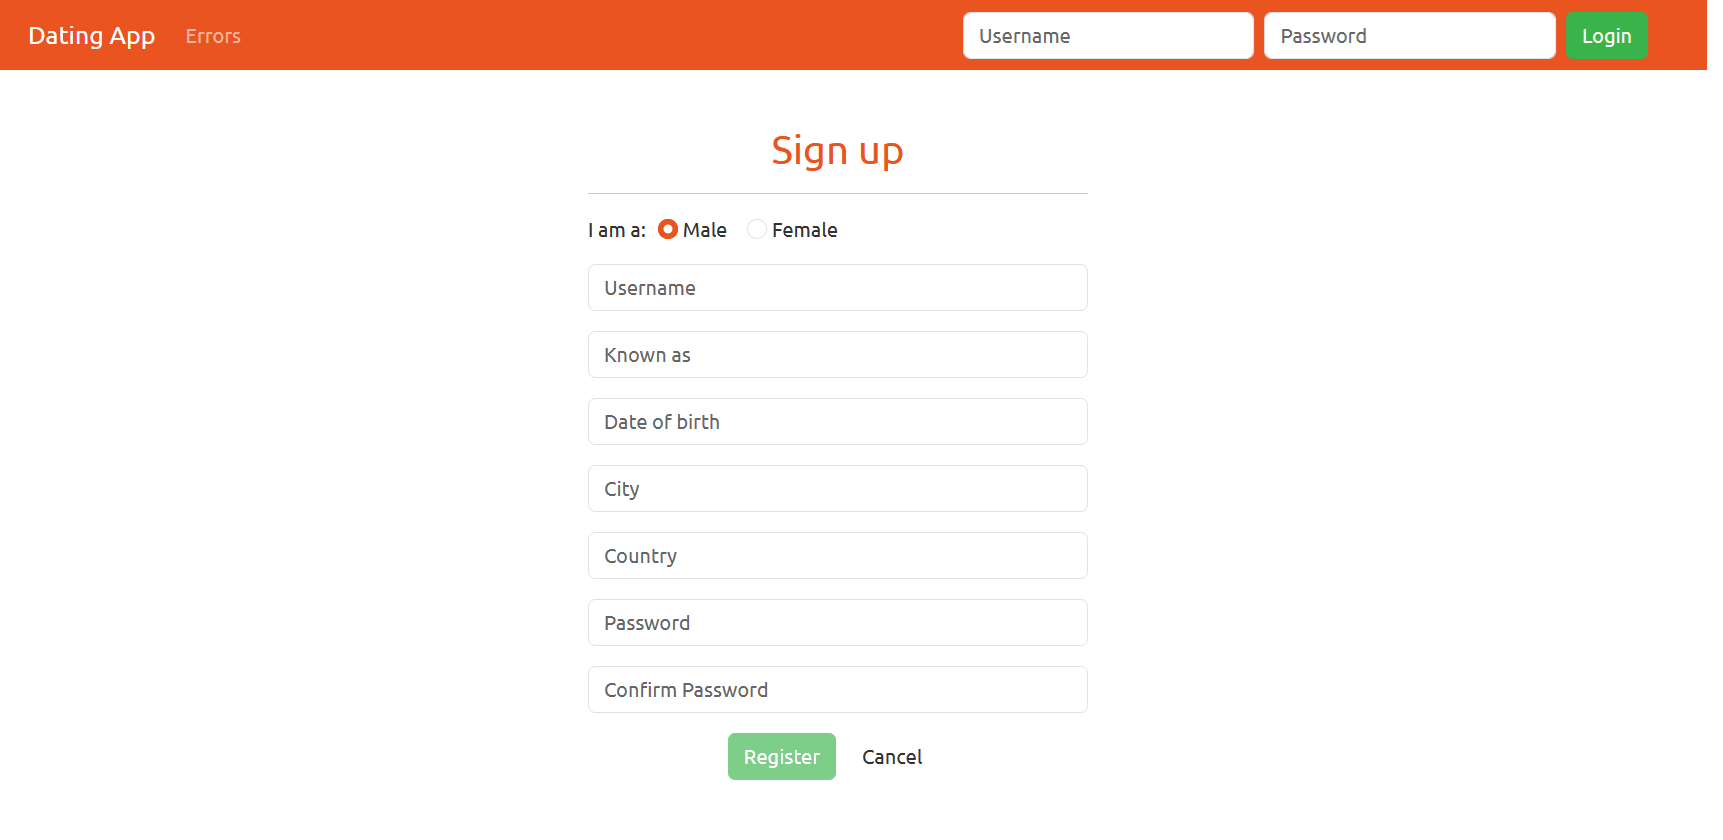 Dating App Errors Username Password Login
Sign up
I am a: Male Female
Username
Known as
Date of birth
City
Country
Password
Confirm Password
Register Cancel